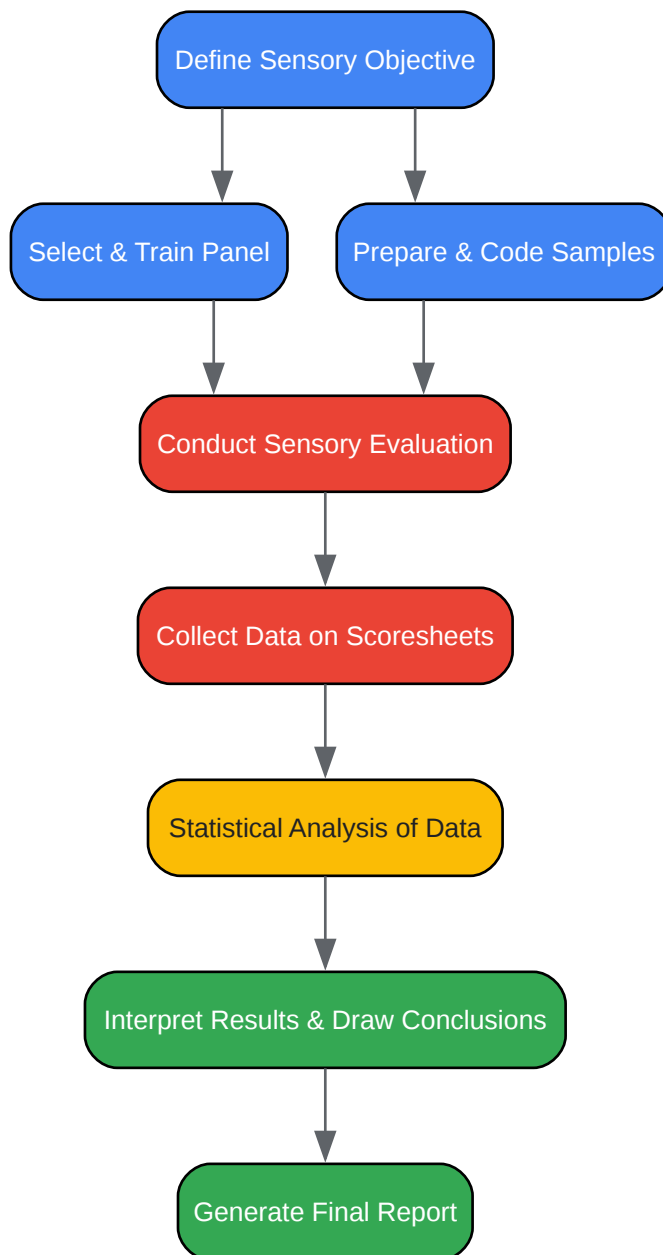 Define Sensory Objective
Select & Train Panel
Prepare & Code Samples
Conduct Sensory Evaluation
Collect Data on Scoresheets
Statistical Analysis of Data
Interpret Results & Draw Conclusions
Generate Final Report